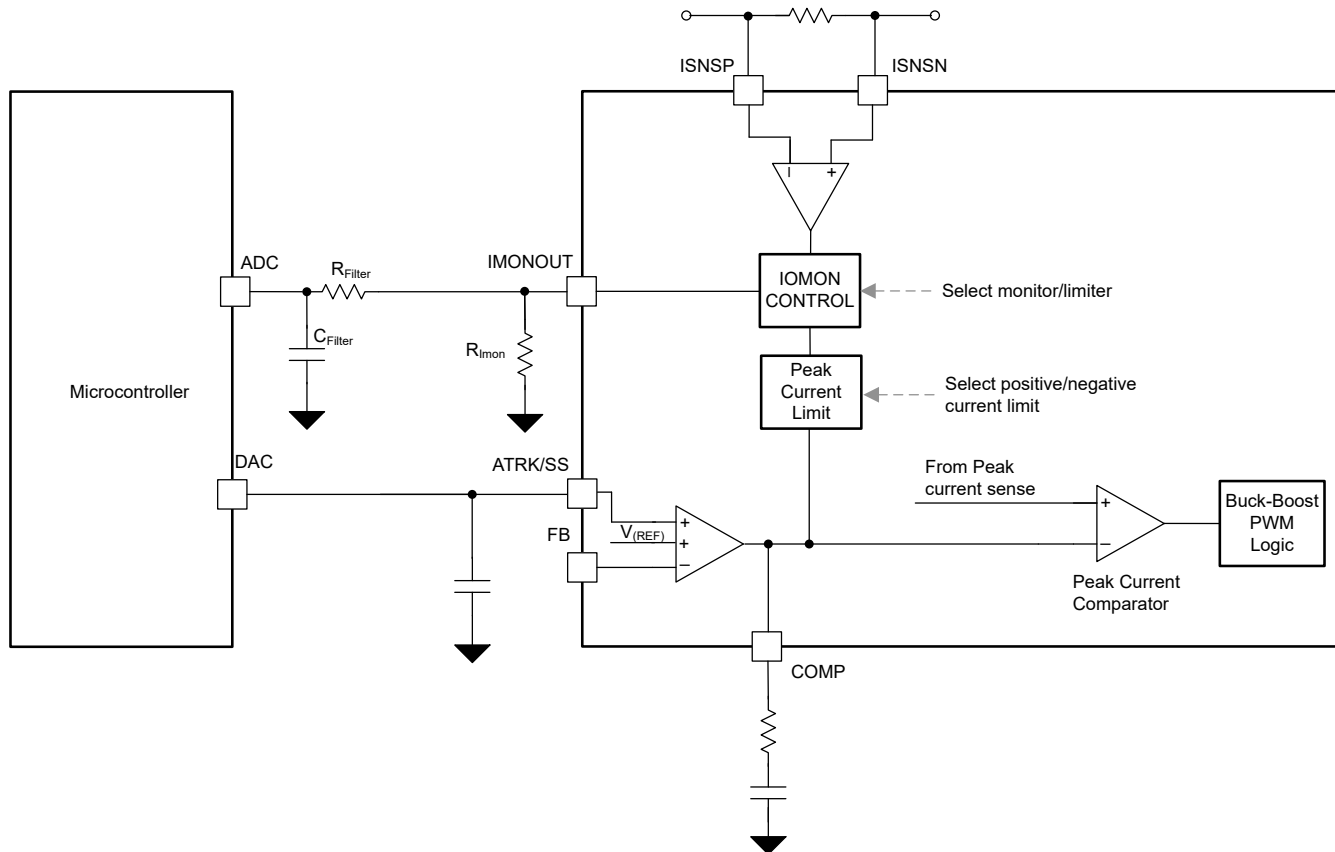 ISNSP
ISNSN
ADC
RFilter
IMONOUT
CFilter
RImon
Microcontroller
IOMON
CONTROL
Select monitor/limiter
Peak
Current
Limit
Select positive/negative
current limit
DAC
ATRK/SS
FB
V(REF)
From Peak
current sense
Buck-Boost
PWM
Logic
Peak Current
Comparator
COMP